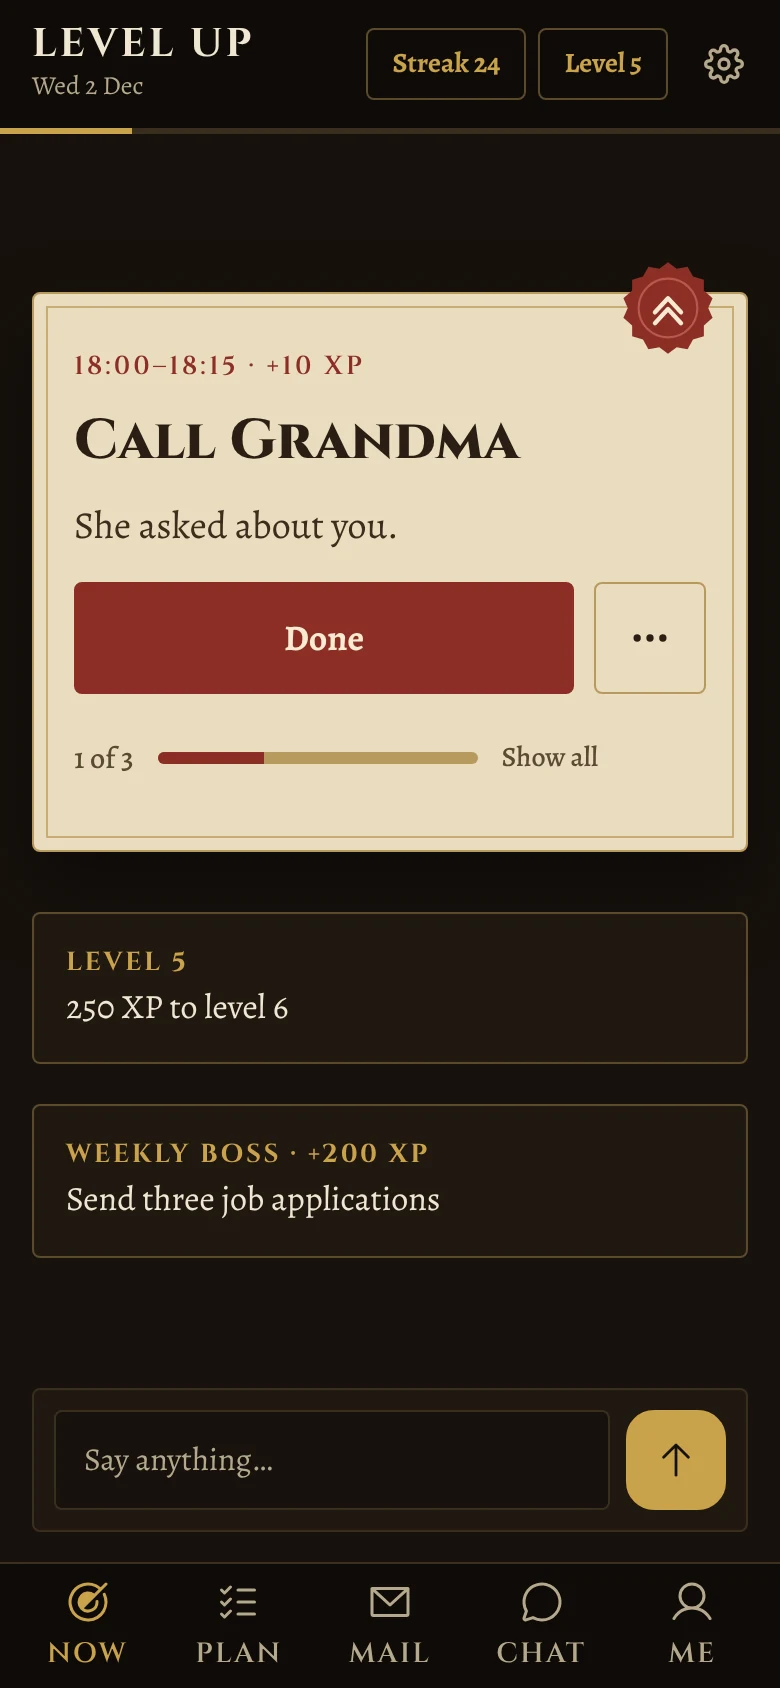 LEVEL UP
Wed 2 Dec
Streak 24
Level 5
18:00–18:15 · +10 XP
Call Grandma
She asked about you.
Done
1 of 3
Show all
LEVEL 5
250 XP to level 6
WEEKLY BOSS · +200 XP
Send three job applications
Say anything…
NOW
PLAN
MAIL
CHAT
ME